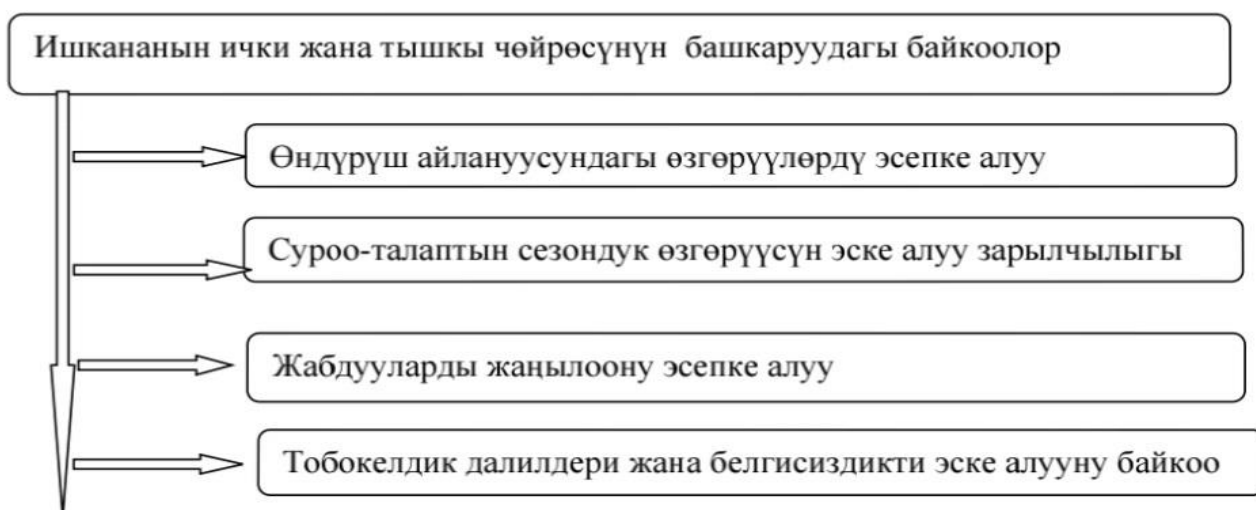 Ишкананын ички жана тышкы чөйрөсүнүн башкаруудагы байкоолор
Өндүрүш айлануусундагы өзгөрүүлөрдү эсепке алуу
Суроо-талаптын сезондук өзгөрүүсүн эске алуу зарылчылыгы
Жабдууларды жаңылоону эсепке алуу
Тобокелдик далилдери жана белгисиздикти эске алууну байкоо